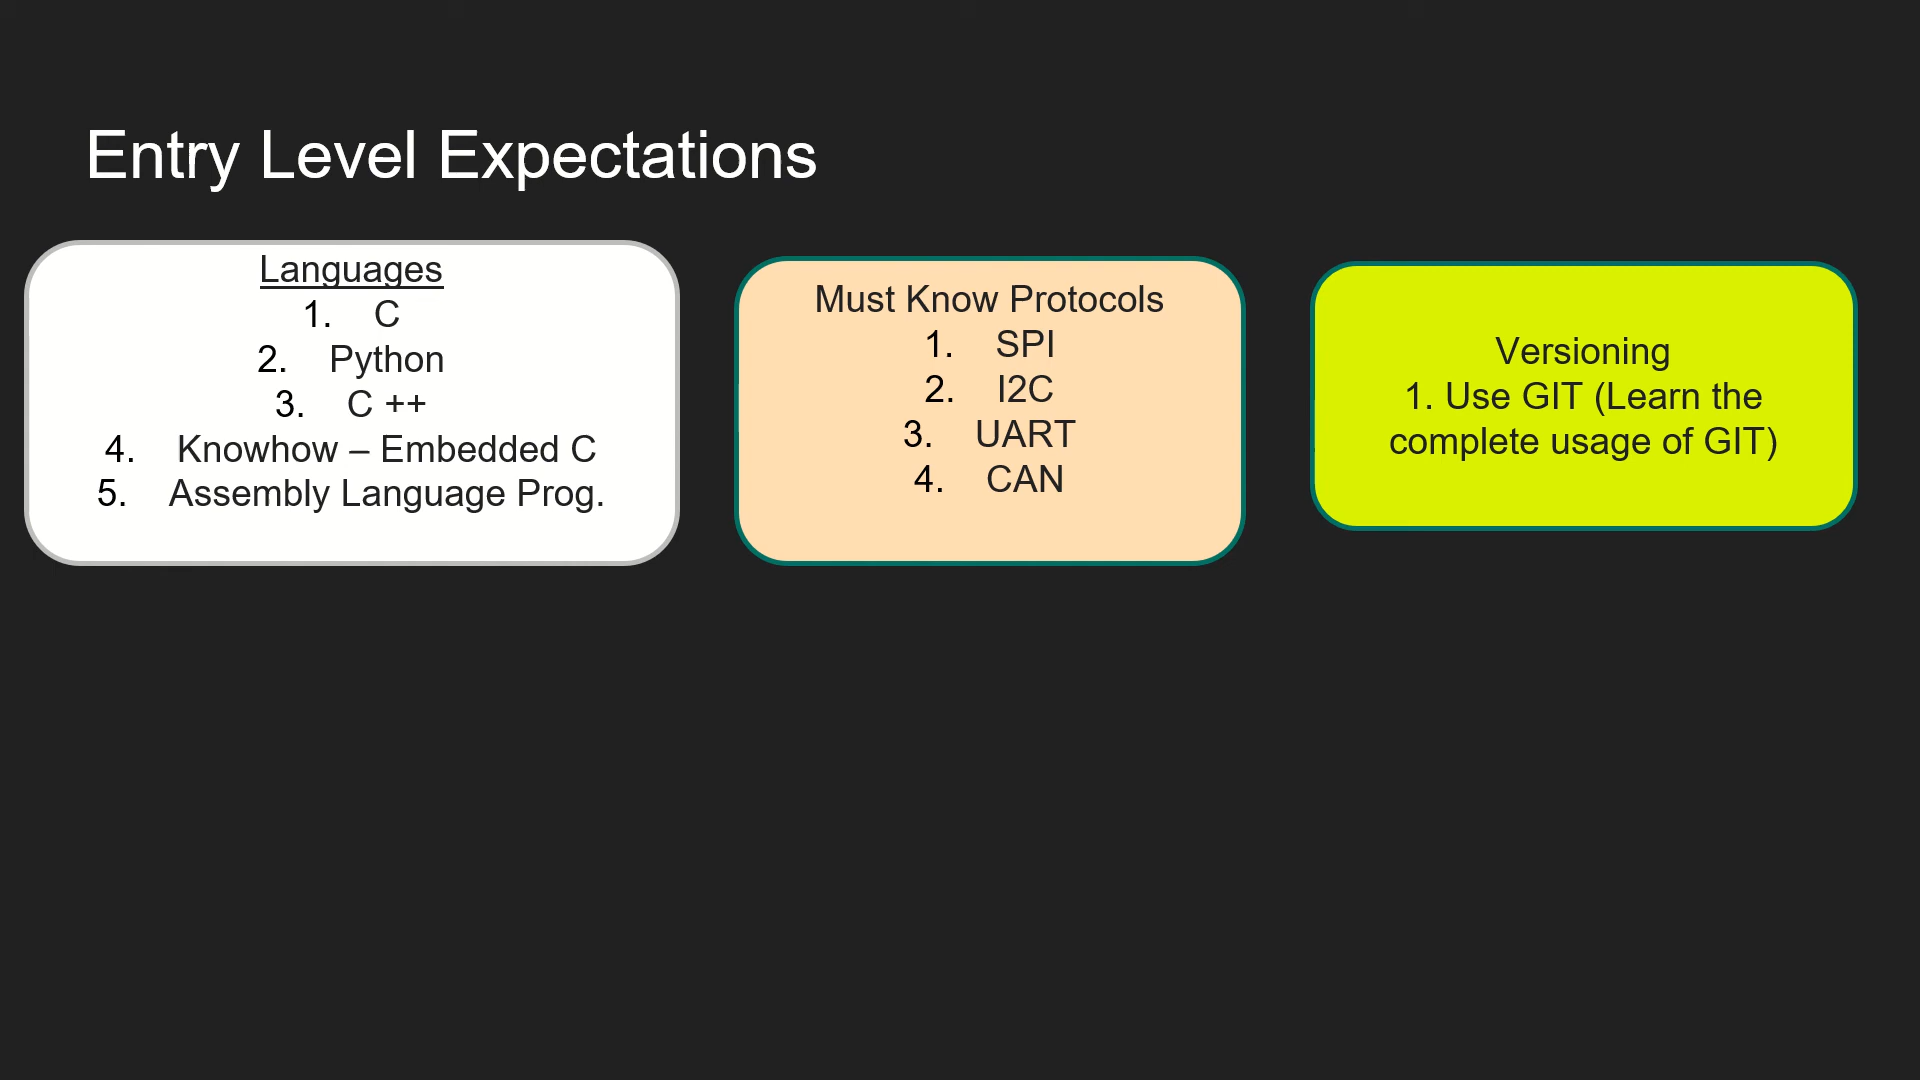 Entry Level Expectations
Languages
1. C
2. Python
3. C ++
4. Knowhow – Embedded C
5. Assembly Language Prog.
Must Know Protocols
1. SPI
2. I2C
3. UART
4. CAN
Versioning
1. Use GIT (Learn the
complete usage of GIT)